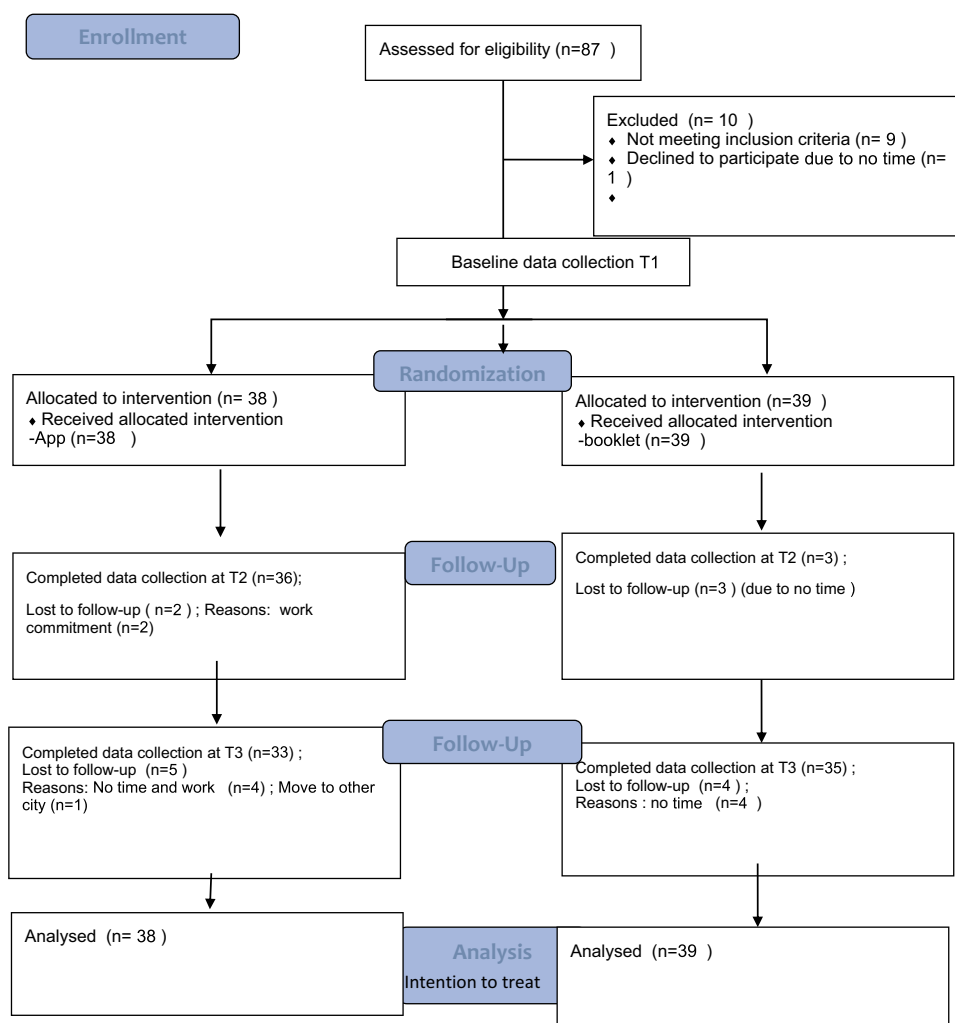 Enrollment
Assessed for eligibility (n=87 )
Excluded (n= 10 )
♦ Not meeting inclusion criteria (n= 9 )
♦ Declined to participate due to no time (n=
1 )
♦
Baseline data collection T1
Randomization
Allocated to intervention (n= 38 )
♦ Received allocated intervention
-App (n=38 )
Allocated to intervention (n=39 )
♦ Received allocated intervention
-booklet (n=39 )
Follow-Up
Completed data collection at T2 (n=36);
Lost to follow-up ( n=2 ) ; Reasons: work
commitment (n=2)
Completed data collection at T2 (n=3) ;
Lost to follow-up (n=3 ) (due to no time )
Follow-Up
Completed data collection at T3 (n=33) ;
Lost to follow-up (n=5 )
Reasons: No time and work (n=4) ; Move to other
city (n=1)
Completed data collection at T3 (n=35) ;
Lost to follow-up (n=4 ) ;
Reasons : no time (n=4 )
Analysed (n= 38 )
Analysis
Intention to treat
Analysed (n=39 )